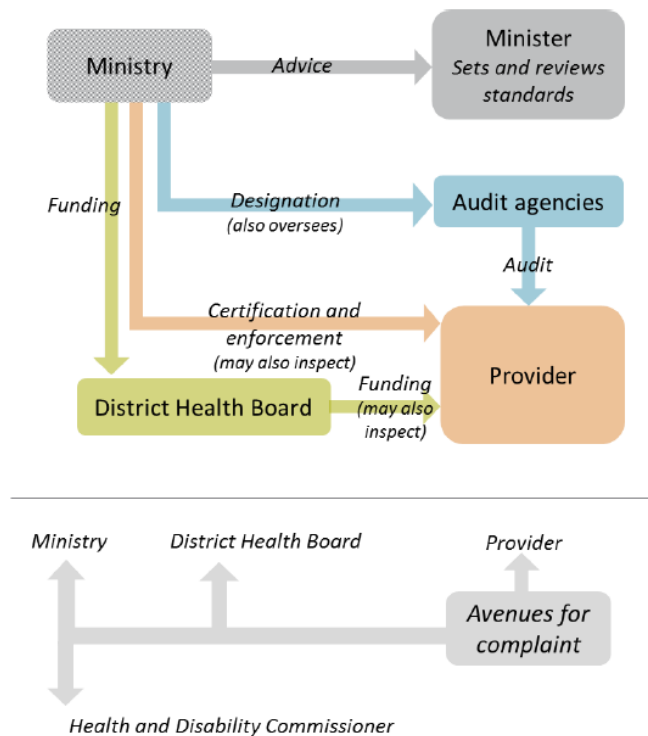 Ministry
Advice
Minister
Sets and reviews
standards
Funding
Designation
(also oversees)
Audit agencies
Audit
Certification and
enforcement
(may also inspect)
Provider
District Health Board
Funding
(may also
inspect)
Ministry
District Health Board
Provider
Avenues for
complaint
Health and Disability Commissioner